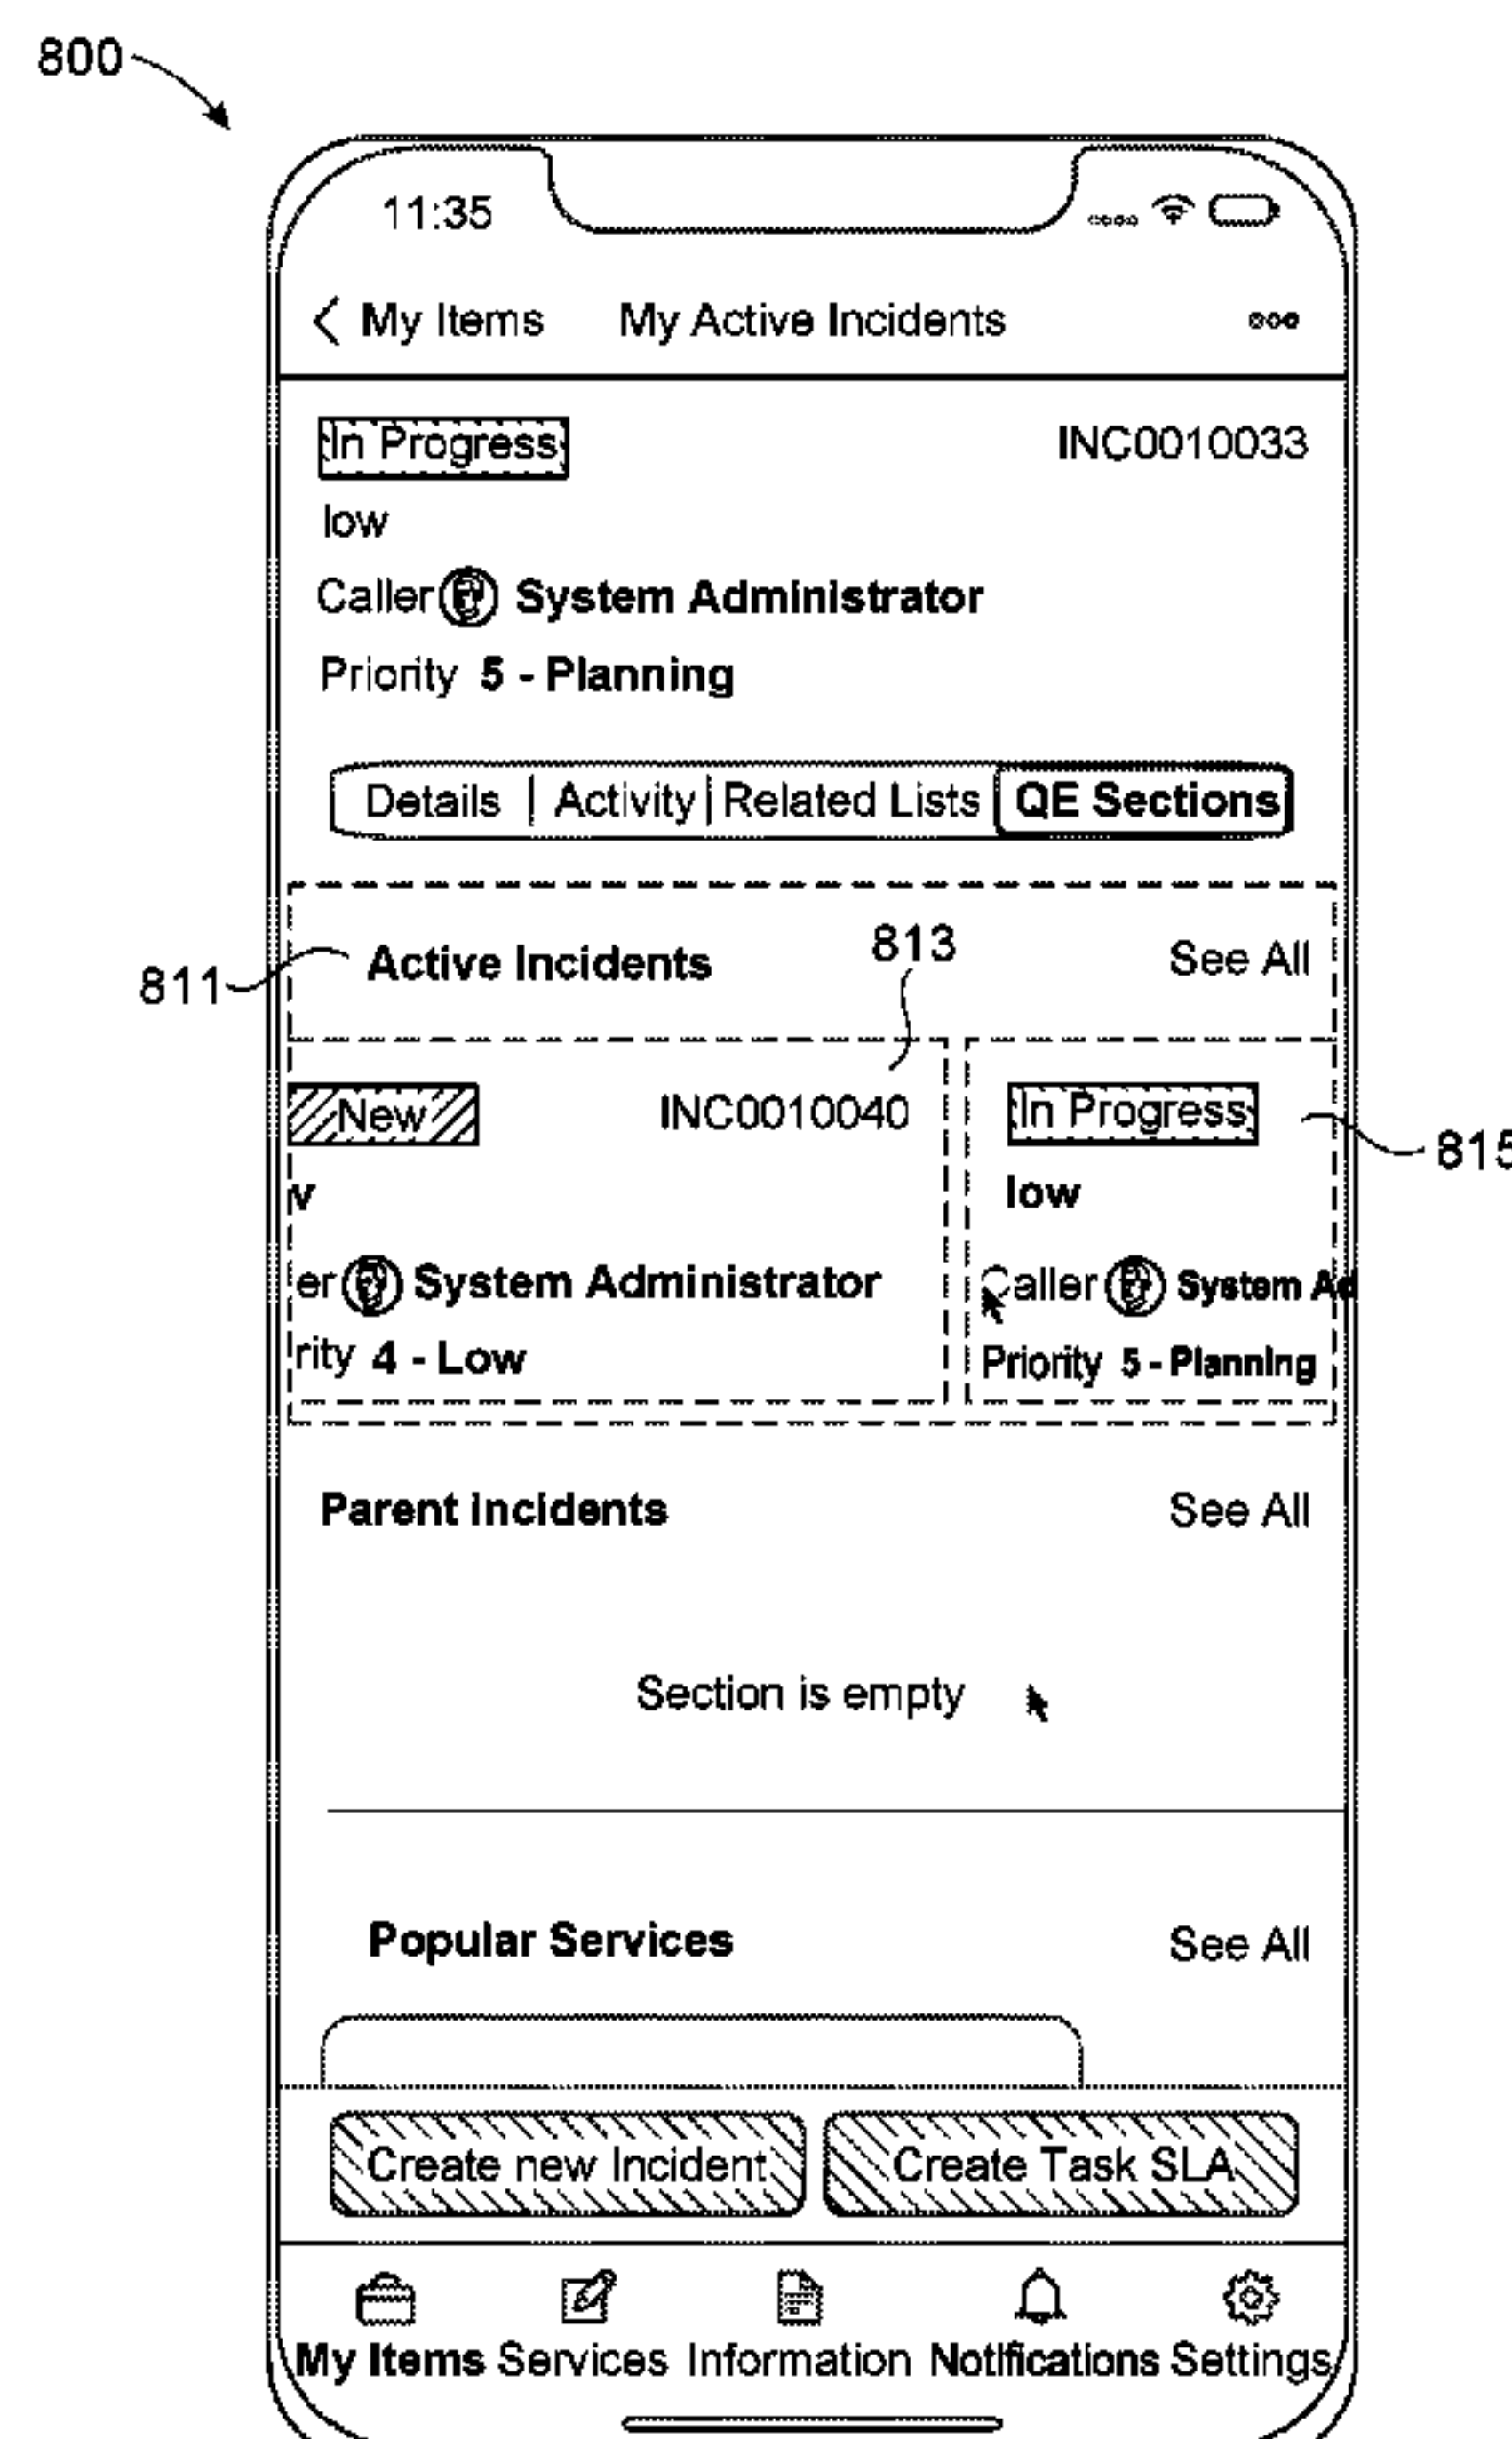 800
11:35
My Items My Active Incidents
In Progress INC0010033
low
Caller System Administrator
Priority 5 - Planning
Details Activity Related Lists QE Sections
813
811 Active Incidents See All
New INC0010040 In Progress
815
v low
er System Administrator Caller System Ad
rity 4 - Low Priority 5 - Planning
Parent Incidents See All
Section is empty
Popular Services See All
Create new Incident Create Task SLA
My Items Services Information Notifications Settings